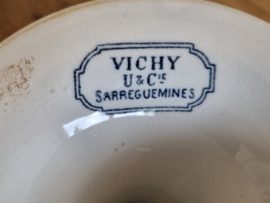 VICHY
U & CIE
SARREGUEMINES